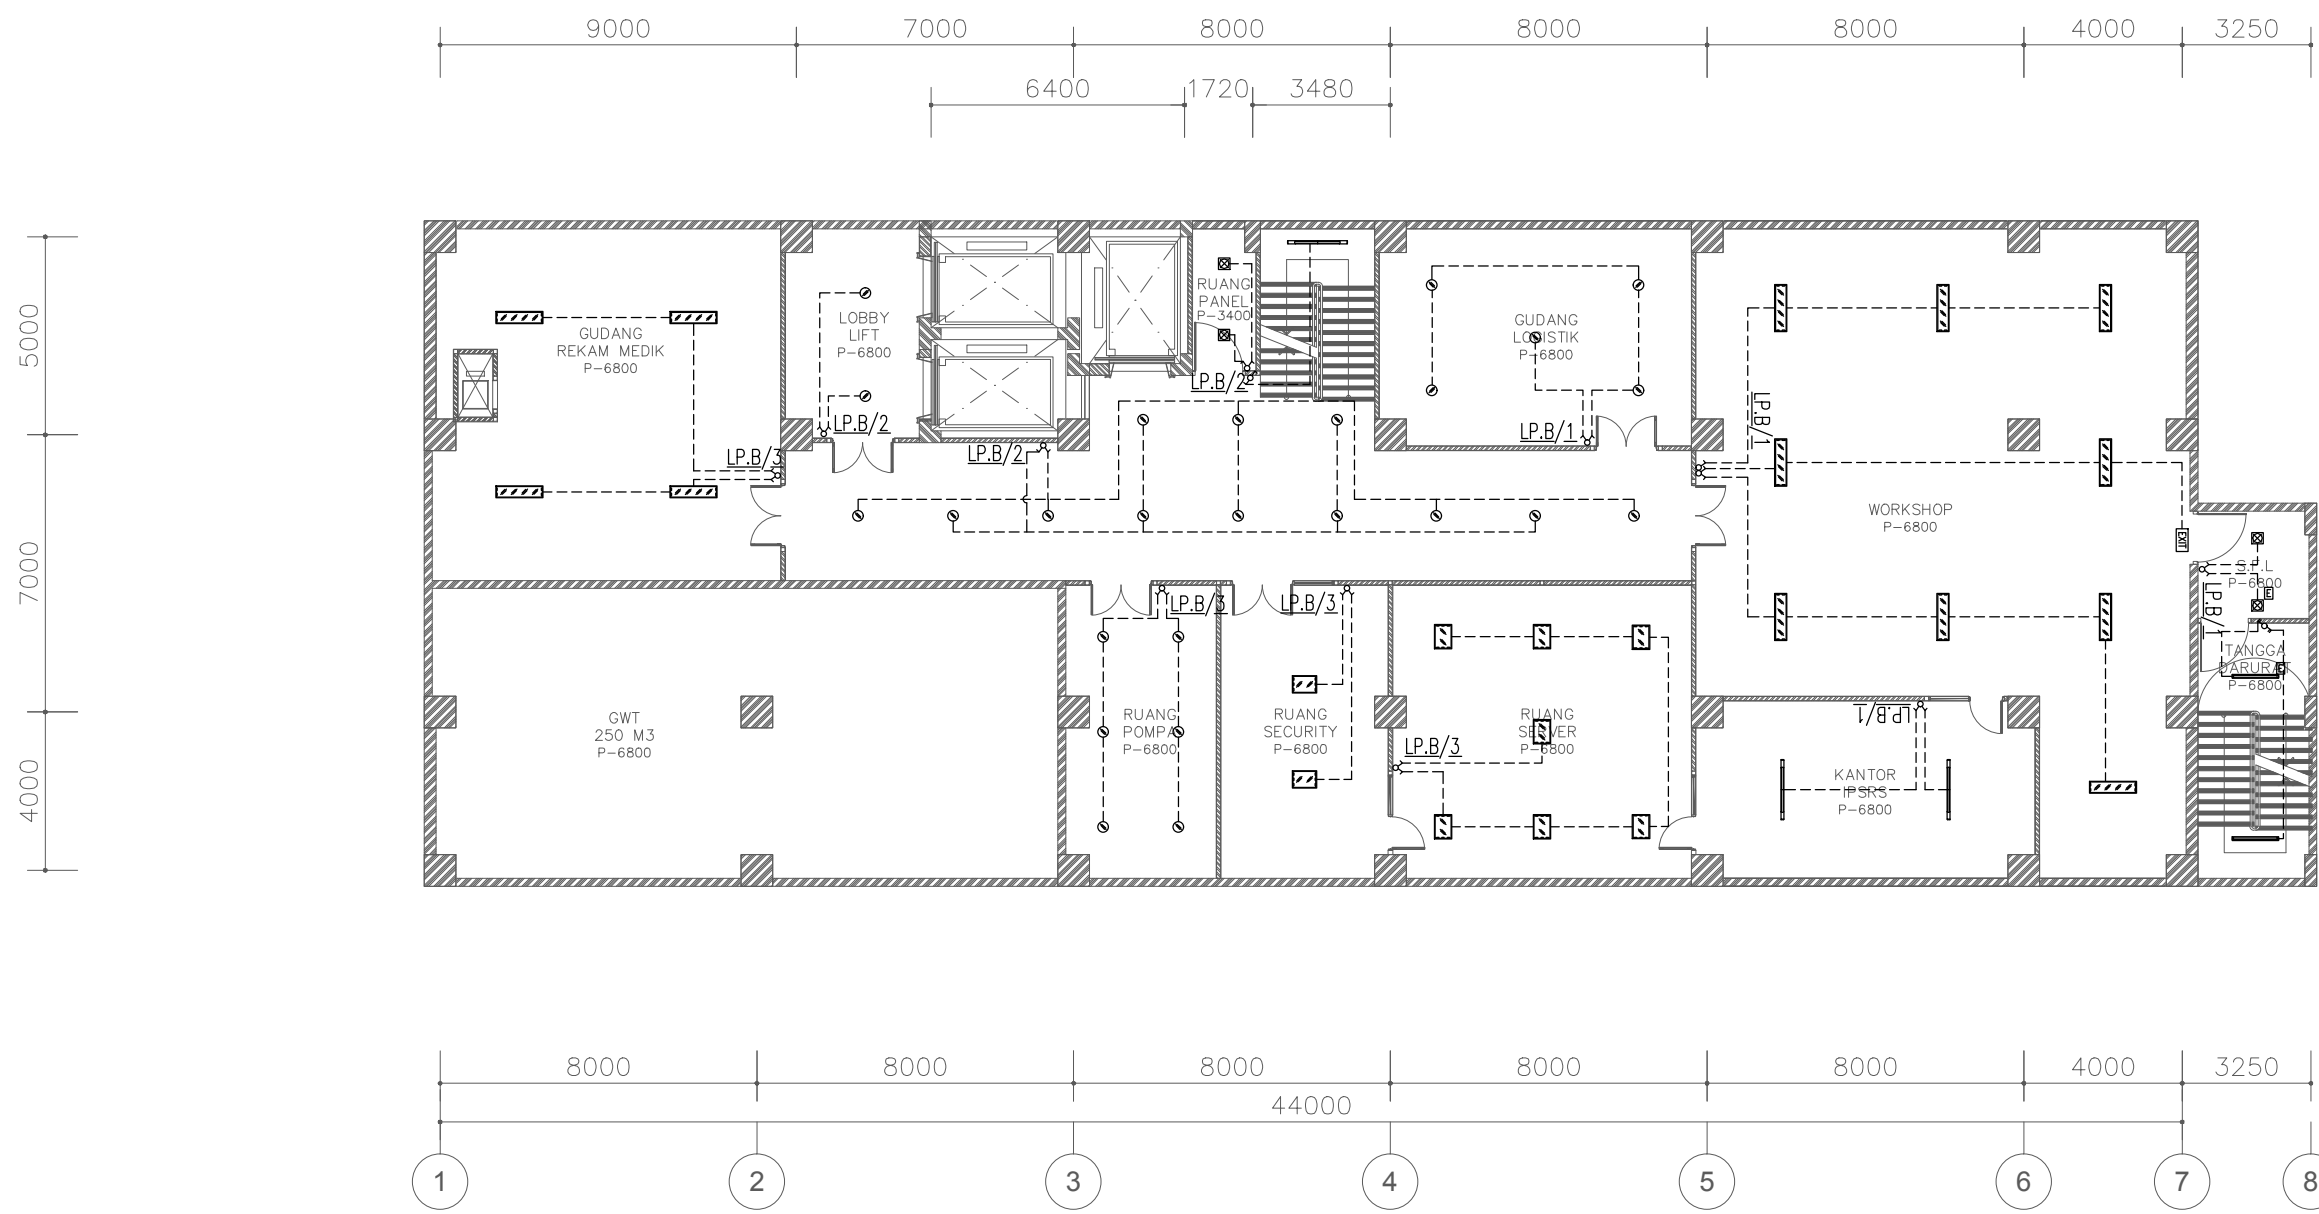 9000
7000
8000
8000
8000
4000
3250
6400
1720
3480
5000
7000
4000
GUDANG
REKAM MEDIK
P-6800
LP.B/3
LOBBY
LIFT
P-6800
LP.B/2
LP.B/2
RUANG
PANEL
P-3400
LP.B/2
GUDANG
LOGISTIK
P-6800
LP.B/1
LP.B/1
WORKSHOP
P-6800
EXIT
S.F.L
P-6800
E
LP.B/1
TANGGA
DARURAT
P-6800
E
GWT
250 M3
P-6800
RUANG
POMPA
P-6800
LP.B/3
RUANG
SECURITY
P-6800
LP.B/3
RUANG
SERVER
P-6800
LP.B/3
KANTOR
IPSRS
P-6800
LP.B/1
8000
8000
8000
8000
8000
4000
3250
44000
1
2
3
4
5
6
7
8